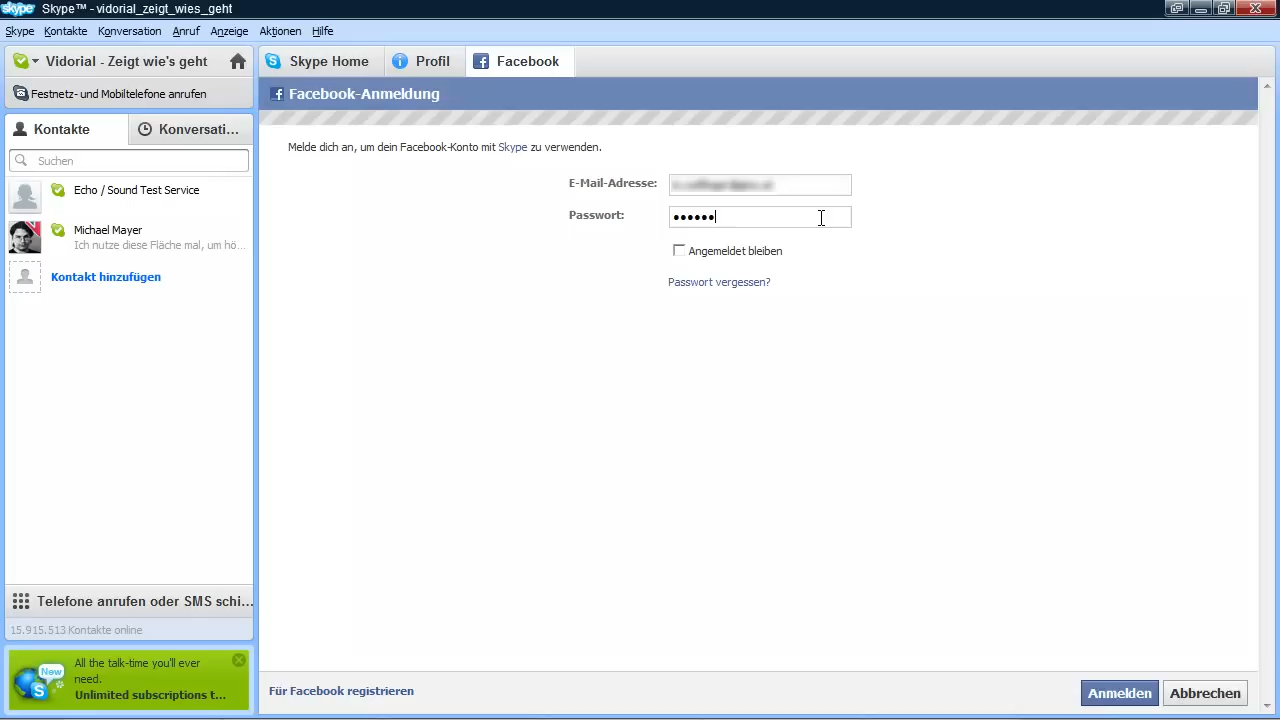 Skype™ - vidorial_zeigt_wies_geht
Skype Kontakte Konversation Anruf Anzeige Aktionen Hilfe
Vidorial - Zeigt wie's geht
Festnetz- und Mobiltelefone anrufen
Kontakte Konversati...
Suchen
Echo / Sound Test Service
Michael Mayer
Ich nutze diese Fläche mal, um hö...
Kontakt hinzufügen
Telefone anrufen oder SMS schi...
15.915.513 Kontakte online
New
All the talk-time you'll ever
need.
Unlimited subscriptions t...
Skype Home Profil Facebook
Facebook-Anmeldung
Melde dich an, um dein Facebook-Konto mit Skype zu verwenden.
E-Mail-Adresse:
Passwort: ••••••
Angemeldet bleiben
Passwort vergessen?
Für Facebook registrieren
Anmelden Abbrechen